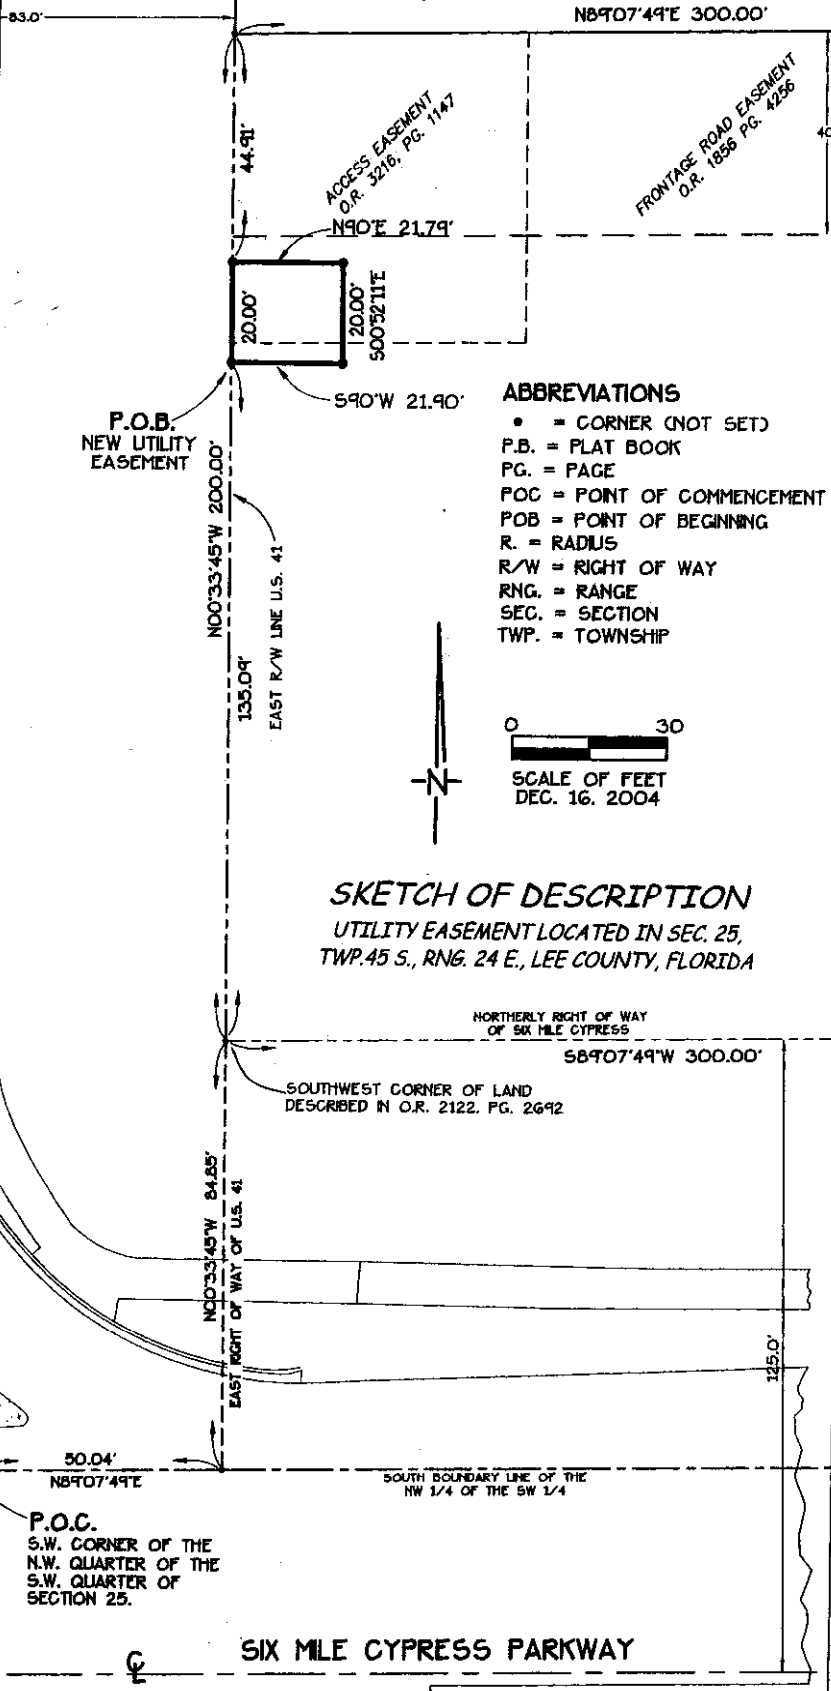 83.0'
N89°07'49"E 300.00'
44.91'
ACCESS EASEMENT
O.R. 3216, PG. 1147
FRONTAGE ROAD EASEMENT
O.R. 1856 PG. 4256
N90°E 21.79'
20.00'
20.00'
S00°52'11"E
S90°W 21.90'
P.O.B.
NEW UTILITY
EASEMENT
ABBREVIATIONS
• = CORNER (NOT SET)
P.B. = PLAT BOOK
PG. = PAGE
POC = POINT OF COMMENCEMENT
POB = POINT OF BEGINNING
R. = RADIUS
R/W = RIGHT OF WAY
RNG. = RANGE
SEC. = SECTION
TWP. = TOWNSHIP
N00°33'45"W 200.00'
EAST R/W LINE U.S. 41
135.09'
N
0 30
SCALE OF FEET
DEC. 16. 2004
SKETCH OF DESCRIPTION
UTILITY EASEMENT LOCATED IN SEC. 25,
TWP.45 S., RNG. 24 E., LEE COUNTY, FLORIDA
NORTHERLY RIGHT OF WAY
OF SIX MILE CYPRESS
S89°07'49"W 300.00'
SOUTHWEST CORNER OF LAND
DESCRIBED IN O.R. 2122. PG. 2692
N00°33'45"W 84.85'
EAST RIGHT OF WAY OF U.S. 41
125.0'
50.04'
N89°07'49"E
SOUTH BOUNDARY LINE OF THE
NW 1/4 OF THE SW 1/4
P.O.C.
S.W. CORNER OF THE
N.W. QUARTER OF THE
S.W. QUARTER OF
SECTION 25.
SIX MILE CYPRESS PARKWAY